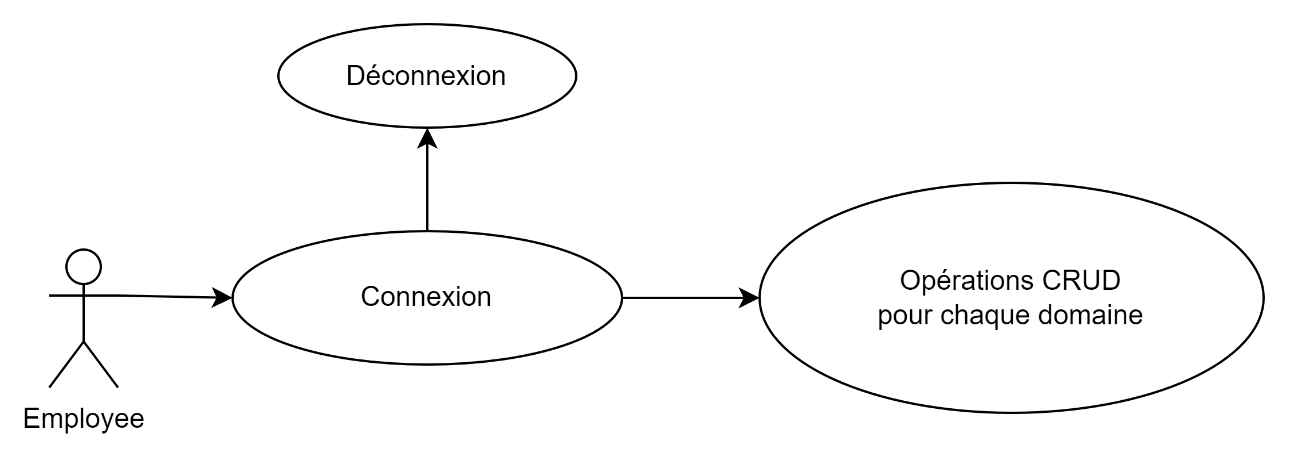 Déconnexion
Connexion
Opérations CRUD
pour chaque domaine
Employee